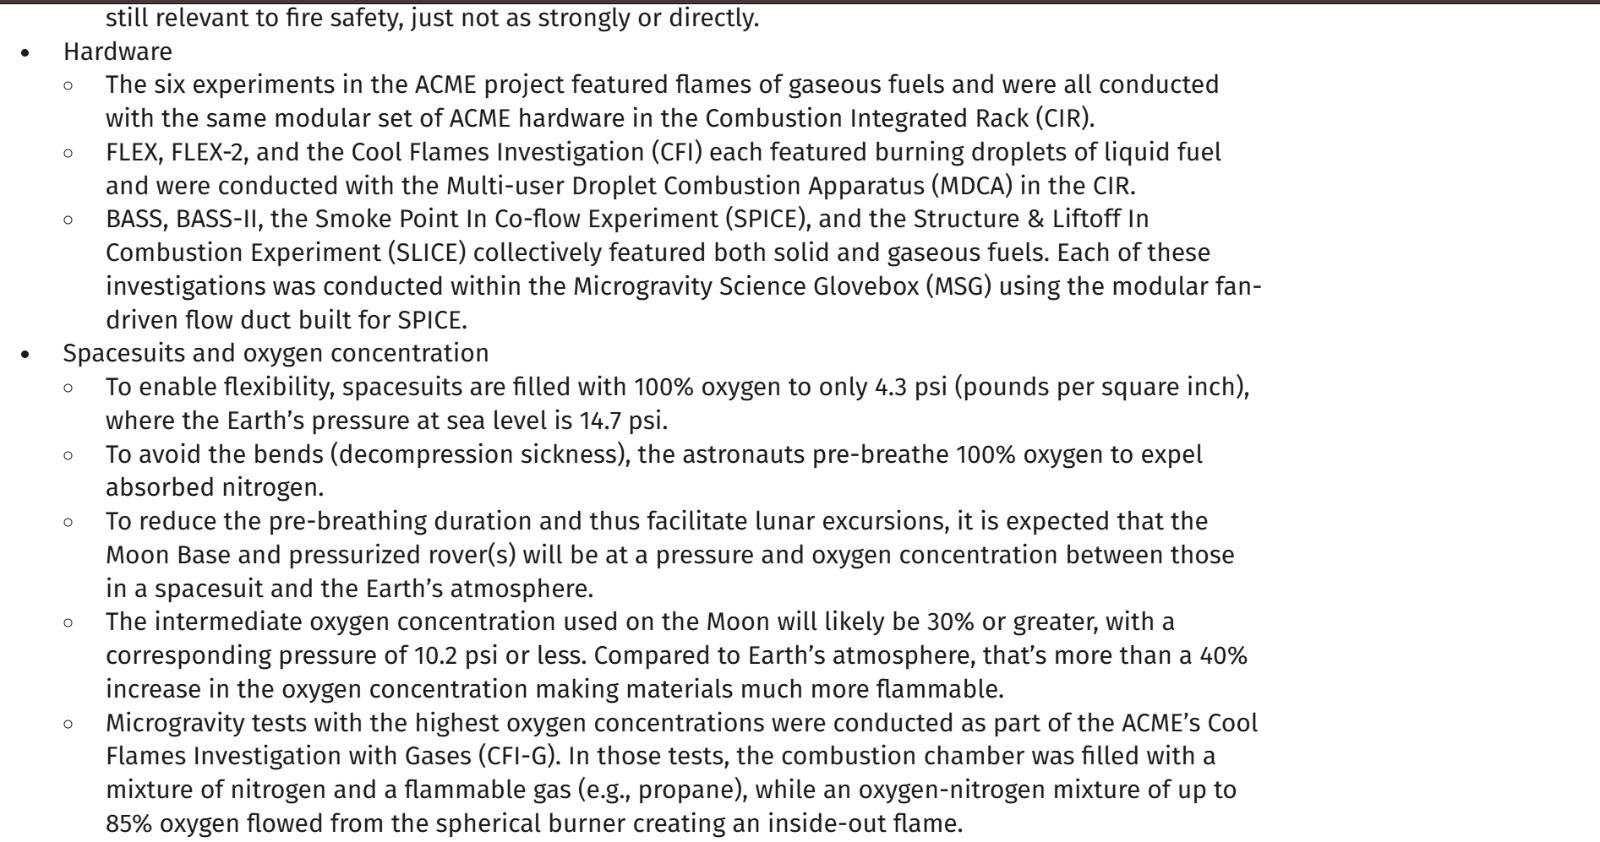 still relevant to fire safety, just not as strongly or directly.
• Hardware
◦ The six experiments in the ACME project featured flames of gaseous fuels and were all conducted
with the same modular set of ACME hardware in the Combustion Integrated Rack (CIR).
◦ FLEX, FLEX-2, and the Cool Flames Investigation (CFI) each featured burning droplets of liquid fuel
and were conducted with the Multi-user Droplet Combustion Apparatus (MDCA) in the CIR.
◦ BASS, BASS-II, the Smoke Point In Co-flow Experiment (SPICE), and the Structure & Liftoff In
Combustion Experiment (SLICE) collectively featured both solid and gaseous fuels. Each of these
investigations was conducted within the Microgravity Science Glovebox (MSG) using the modular fan-
driven flow duct built for SPICE.
• Spacesuits and oxygen concentration
◦ To enable flexibility, spacesuits are filled with 100% oxygen to only 4.3 psi (pounds per square inch),
where the Earth’s pressure at sea level is 14.7 psi.
◦ To avoid the bends (decompression sickness), the astronauts pre-breathe 100% oxygen to expel
absorbed nitrogen.
◦ To reduce the pre-breathing duration and thus facilitate lunar excursions, it is expected that the
Moon Base and pressurized rover(s) will be at a pressure and oxygen concentration between those
in a spacesuit and the Earth’s atmosphere.
◦ The intermediate oxygen concentration used on the Moon will likely be 30% or greater, with a
corresponding pressure of 10.2 psi or less. Compared to Earth’s atmosphere, that’s more than a 40%
increase in the oxygen concentration making materials much more flammable.
◦ Microgravity tests with the highest oxygen concentrations were conducted as part of the ACME’s Cool
Flames Investigation with Gases (CFI-G). In those tests, the combustion chamber was filled with a
mixture of nitrogen and a flammable gas (e.g., propane), while an oxygen-nitrogen mixture of up to
85% oxygen flowed from the spherical burner creating an inside-out flame.